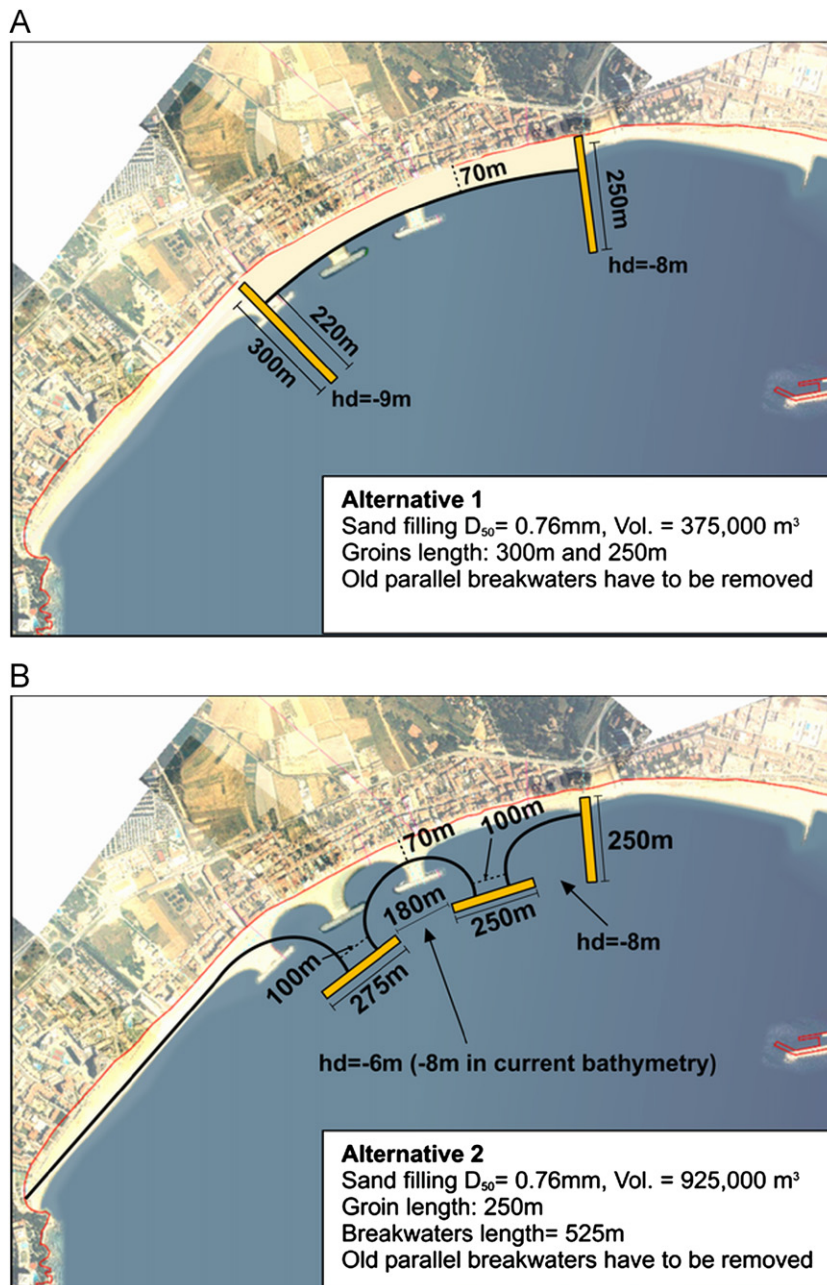 A
70m
250m
hd=-8m
220m
300m
hd=-9m
Alternative 1
Sand filling D₅₀= 0.76mm, Vol. = 375,000 m³
Groins length: 300m and 250m
Old parallel breakwaters have to be removed
B
70m
100m
250m
180m
250m
hd=-8m
100m
275m
hd=-6m (-8m in current bathymetry)
Alternative 2
Sand filling D₅₀= 0.76mm, Vol. = 925,000 m³
Groin length: 250m
Breakwaters length= 525m
Old parallel breakwaters have to be removed